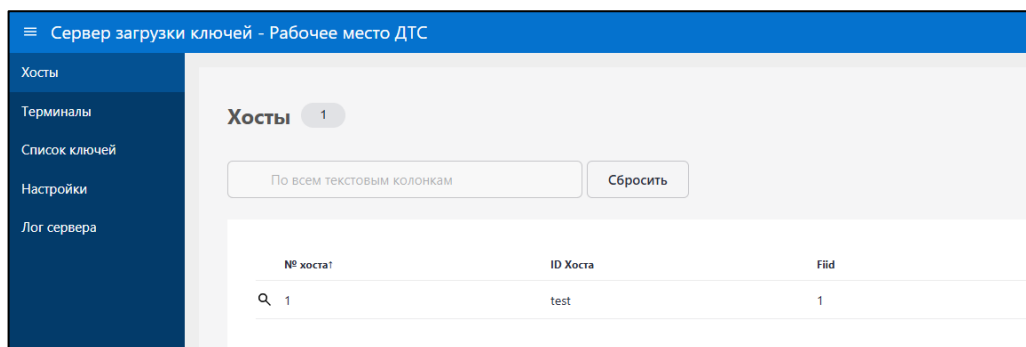 Сервер загрузки ключей - Рабочее место ДТС
Хосты
Терминалы
Список ключей
Настройки
Лог сервера
Хосты 1
По всем текстовым колонкам Сбросить
№ хоста↑ ID Хоста Fiid
1 test 1